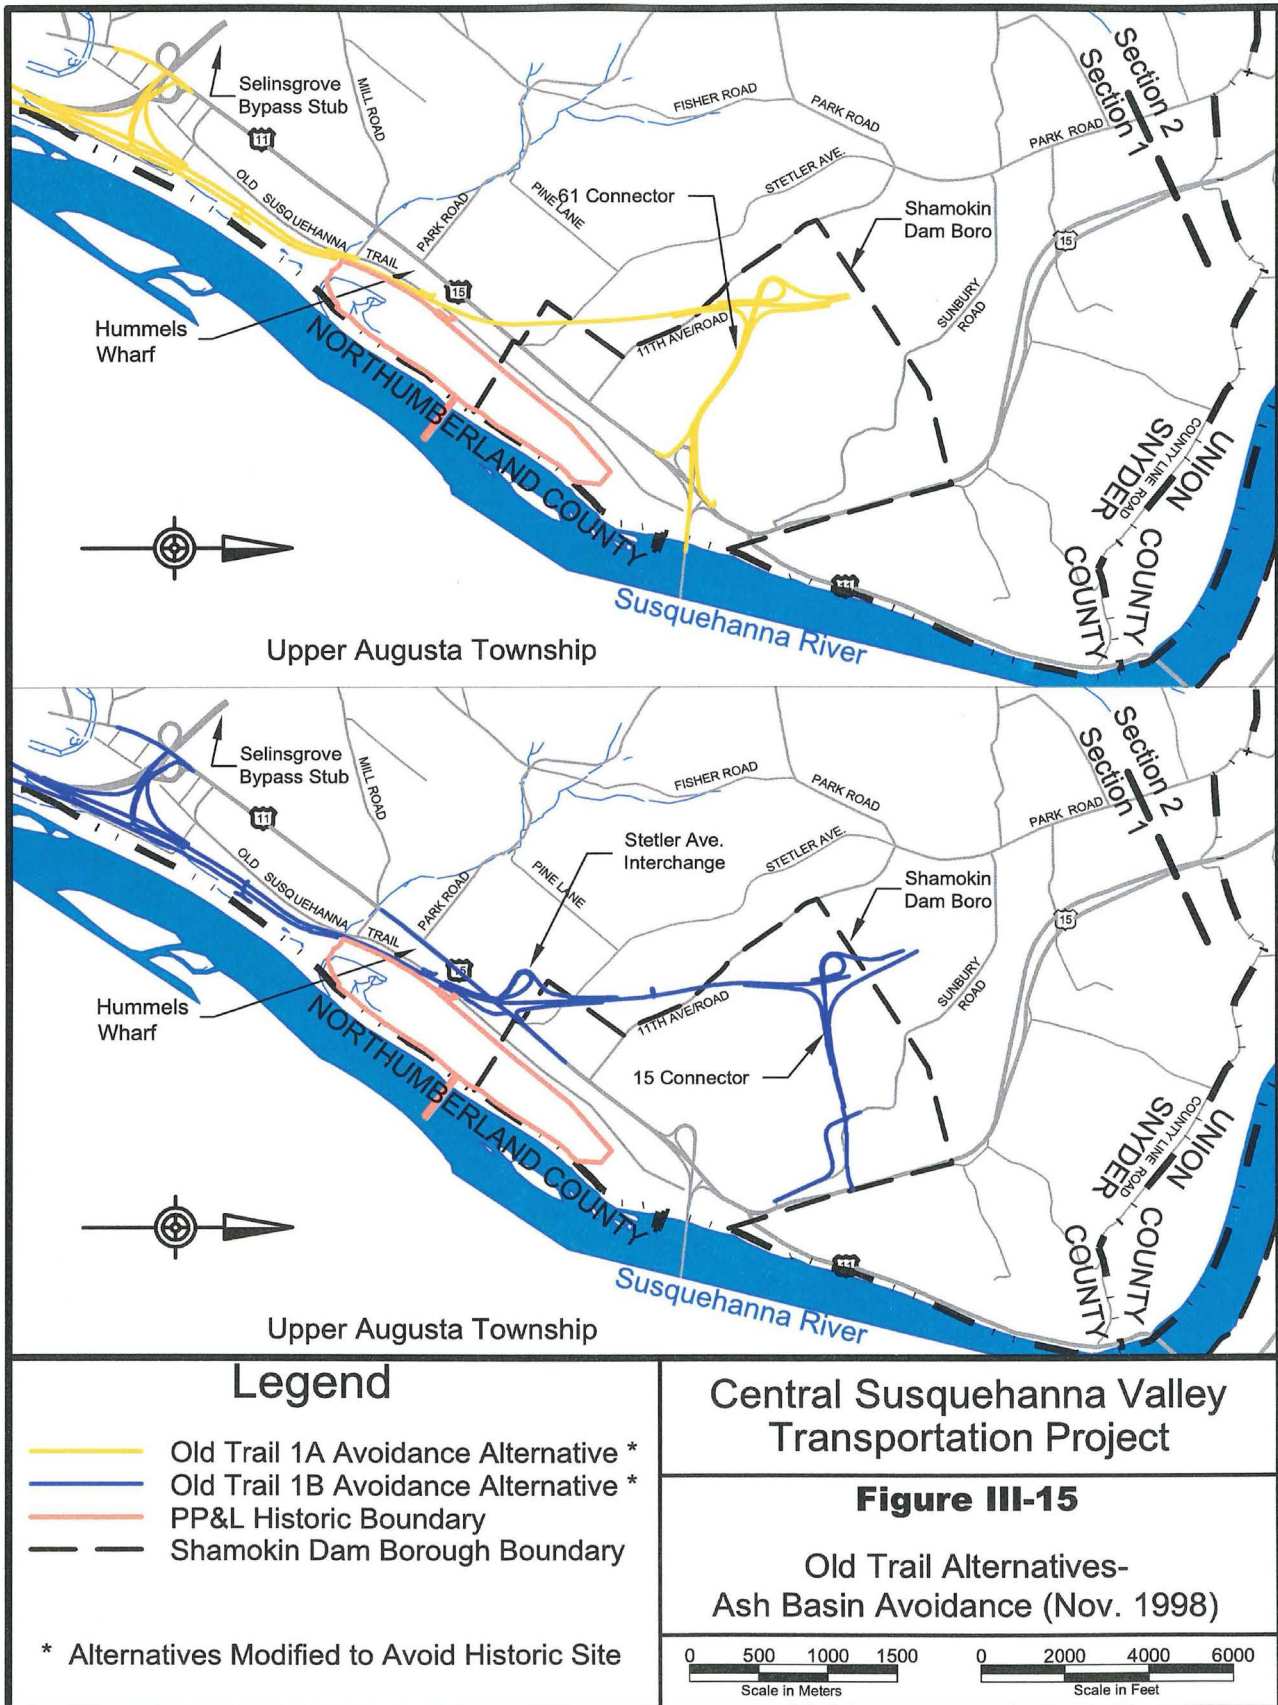 Selinsgrove
Bypass Stub
11
MILL ROAD
FISHER ROAD
PARK ROAD
PARK ROAD
Section 1
Section 2
OLD SUSQUEHANNA TRAIL
PARK ROAD
PINE LANE
61 Connector
STETLER AVE.
Shamokin
Dam Boro
15
15
SUNBURY
ROAD
11TH AVE/ROAD
Hummels
Wharf
NORTHUMBERLAND COUNTY
UNION COUNTY
COUNTY LINE ROAD
SNYDER COUNTY
Susquehanna River
Upper Augusta Township
Selinsgrove
Bypass Stub
11
MILL ROAD
FISHER ROAD
PARK ROAD
PARK ROAD
Section 1
Section 2
OLD SUSQUEHANNA TRAIL
PARK ROAD
PINE LANE
Stetler Ave.
Interchange
STETLER AVE.
Shamokin
Dam Boro
15
15
SUNBURY
ROAD
11TH AVE/ROAD
Hummels
Wharf
15 Connector
NORTHUMBERLAND COUNTY
UNION COUNTY
COUNTY LINE ROAD
SNYDER COUNTY
Susquehanna River
Upper Augusta Township
Legend
Old Trail 1A Avoidance Alternative *
Old Trail 1B Avoidance Alternative *
PP&L Historic Boundary
Shamokin Dam Borough Boundary
* Alternatives Modified to Avoid Historic Site
Central Susquehanna Valley
Transportation Project
Figure III-15
Old Trail Alternatives-
Ash Basin Avoidance (Nov. 1998)
0 500 1000 1500
Scale in Meters
0 2000 4000 6000
Scale in Feet